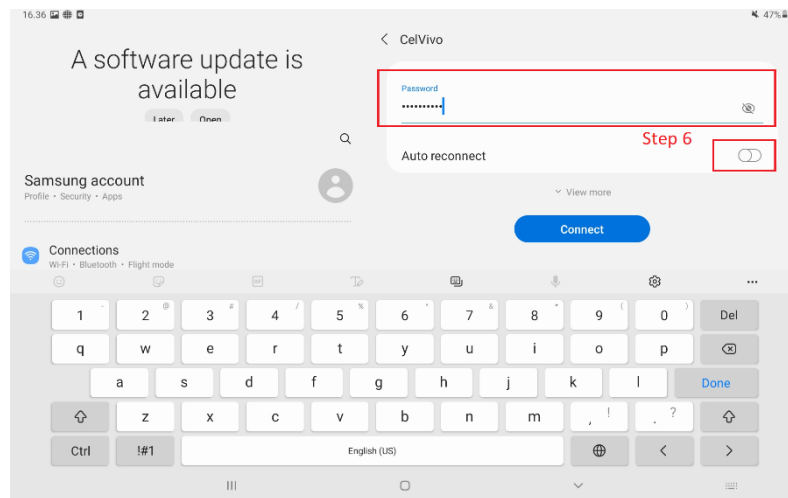 16.36
47%
A software update is
available
Later Open
Samsung account
Profile • Security • Apps
Connections
Wi-Fi • Bluetooth • Flight mode
CelVivo
Password
••••••••••
Step 6
Auto reconnect
View more
Connect
1 2 @ 3 # 4 / 5 % 6 7 & 8 9 ( 0 ) Del
q w e r t y u i o p
a s d f g h j k l Done
z x c v b n m , ! . ?
Ctrl !#1 English (US) < >